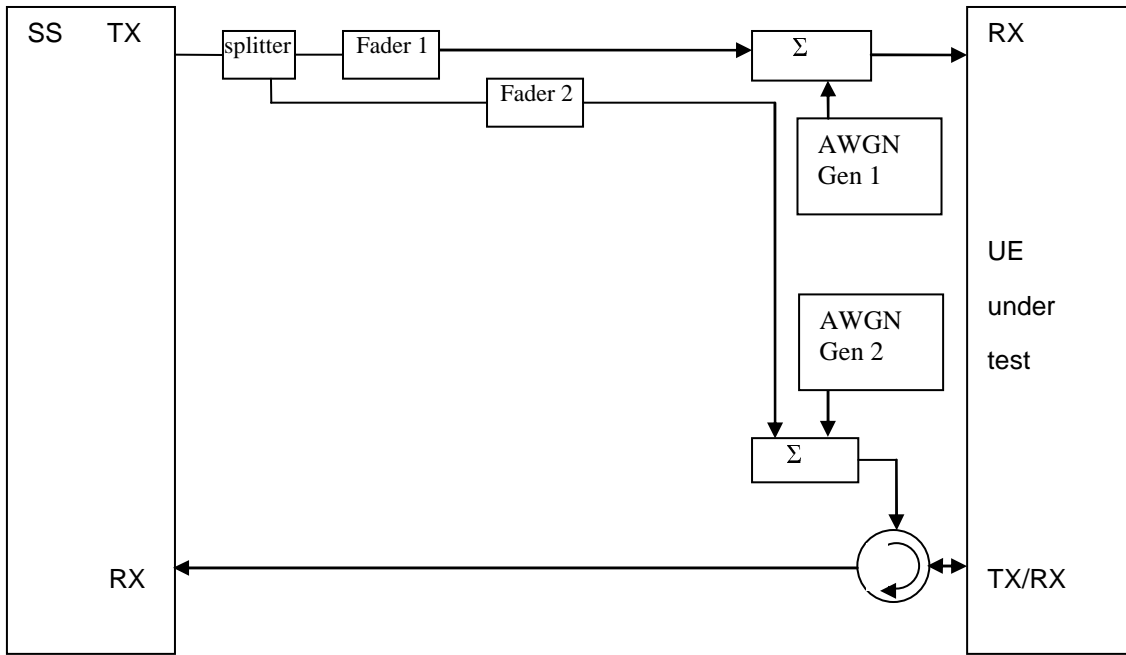 SS TX
splitter
Fader 1
Σ
RX
Fader 2
AWGN
Gen 1
UE
under
test
AWGN
Gen 2
Σ
RX
TX/RX